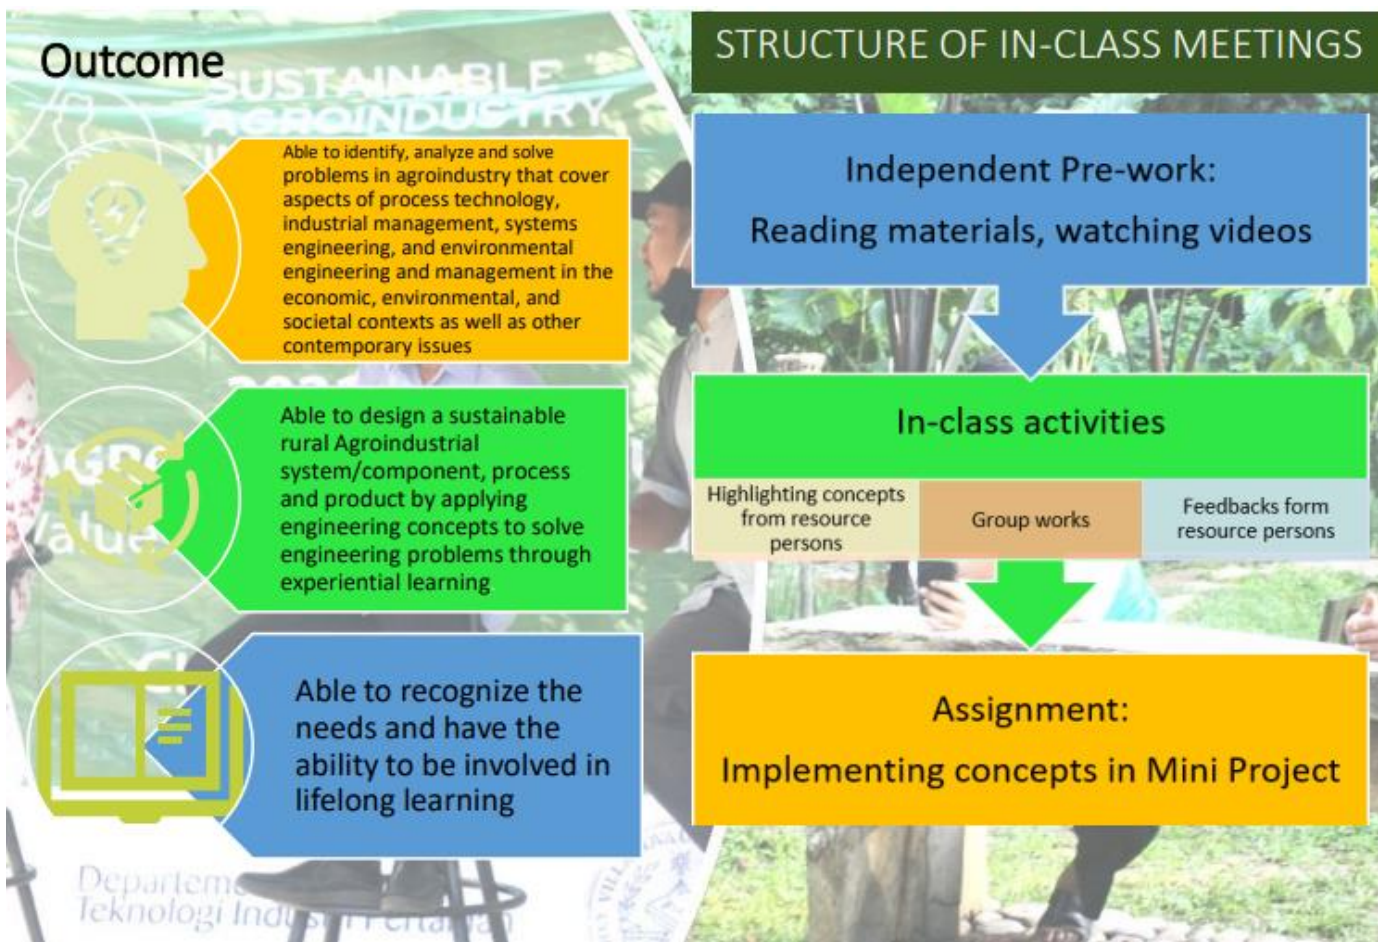 Outcome
SUSTAINABLE
AGROINDUSTRY
Able to identify, analyze and solve
problems in agroindustry that cover
aspects of process technology,
industrial management, systems
engineering, and environmental
engineering and management in the
economic, environmental, and
societal contexts as well as other
contemporary issues
Able to design a sustainable
rural Agroindustrial
system/component, process
and product by applying
engineering concepts to solve
engineering problems through
experiential learning
Able to recognize the
needs and have the
ability to be involved in
lifelong learning
Teknologi Industri Pertanian
STRUCTURE OF IN-CLASS MEETINGS
Independent Pre-work:
Reading materials, watching videos
In-class activities
Highlighting concepts
from resource
persons
Group works
Feedbacks form
resource persons
Assignment:
Implementing concepts in Mini Project